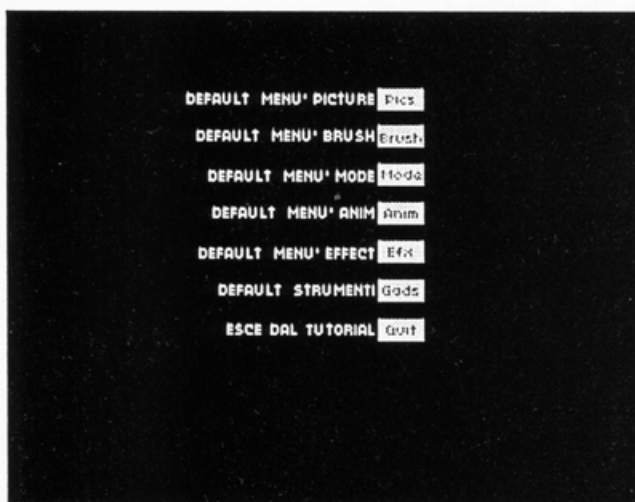 DEFAULT MENU' PICTURE Pics
DEFAULT MENU' BRUSH Brush
DEFAULT MENU' MODE Mode
DEFAULT MENU' ANIM Anim
DEFAULT MENU' EFFECT Efx
DEFAULT STRUMENTI Gads
ESCE DAL TUTORIAL Quit